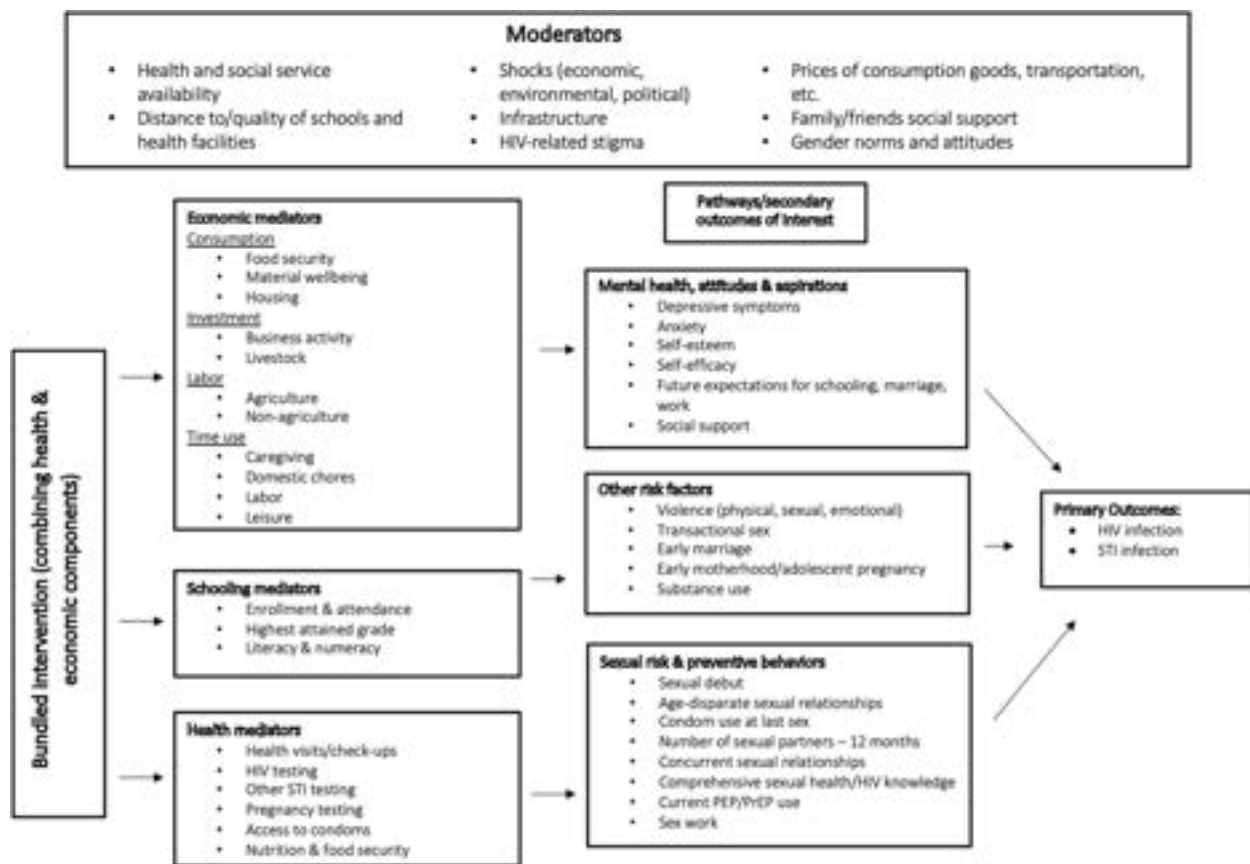 Moderators
• Health and social service
availability
• Distance to/quality of schools and
health facilities
• Shocks (economic,
environmental, political)
• Infrastructure
• HIV-related stigma
• Prices of consumption goods, transportation,
etc.
• Family/friends social support
• Gender norms and attitudes
Bundled intervention (combining health &
economic components)
Economic mediators
Consumption
• Food security
• Material wellbeing
• Housing
Investment
• Business activity
• Livestock
Labor
• Agriculture
• Non-agriculture
Time use
• Caregiving
• Domestic chores
• Labor
• Leisure
Schooling mediators
• Enrollment & attendance
• Highest attained grade
• Literacy & numeracy
Health mediators
• Health visits/check-ups
• HIV testing
• Other STI testing
• Pregnancy testing
• Access to condoms
• Nutrition & food security
Pathways/secondary
outcomes of Interest
Mental health, attitudes & aspirations
• Depressive symptoms
• Anxiety
• Self-esteem
• Self-efficacy
• Future expectations for schooling, marriage,
work
• Social support
Other risk factors
• Violence (physical, sexual, emotional)
• Transactional sex
• Early marriage
• Early motherhood/adolescent pregnancy
• Substance use
Sexual risk & preventive behaviors
• Sexual debut
• Age-disparate sexual relationships
• Condom use at last sex
• Number of sexual partners – 12 months
• Concurrent sexual relationships
• Comprehensive sexual health/HIV knowledge
• Current PEP/PrEP use
• Sex work
Primary Outcomes:
• HIV infection
• STI infection